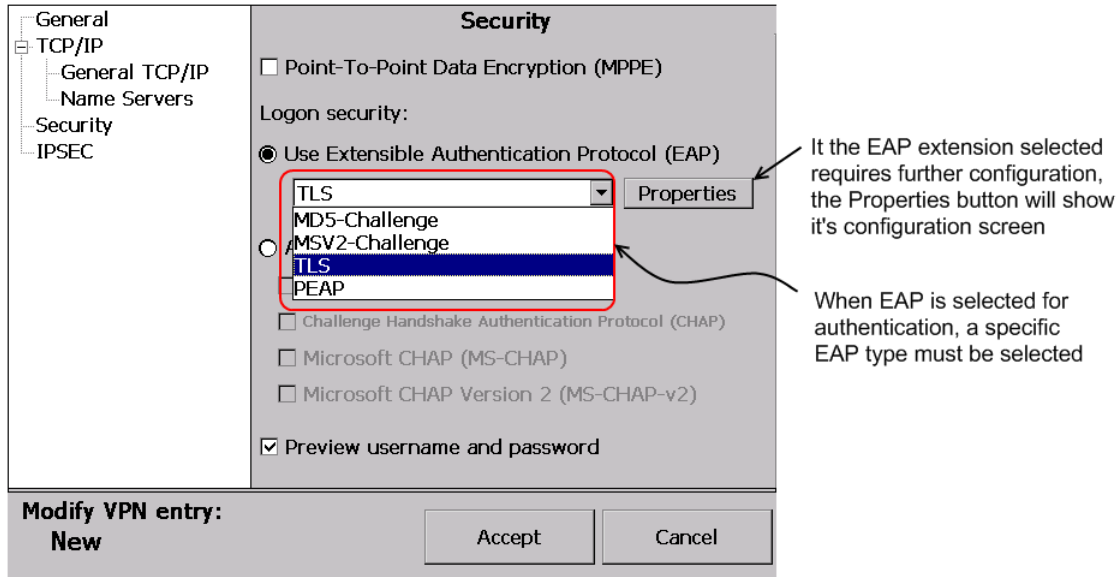 General
TCP/IP
General TCP/IP
Name Servers
Security
IPSEC
Security
Point-To-Point Data Encryption (MPPE)
Logon security:
Use Extensible Authentication Protocol (EAP)
TLS
Properties
MD5-Challenge
MSV2-Challenge
TLS
PEAP
Challenge Handshake Authentication Protocol (CHAP)
Microsoft CHAP (MS-CHAP)
Microsoft CHAP Version 2 (MS-CHAP-v2)
Preview username and password
Modify VPN entry:
New
Accept
Cancel
It the EAP extension selected
requires further configuration,
the Properties button will show
it's configuration screen
When EAP is selected for
authentication, a specific
EAP type must be selected